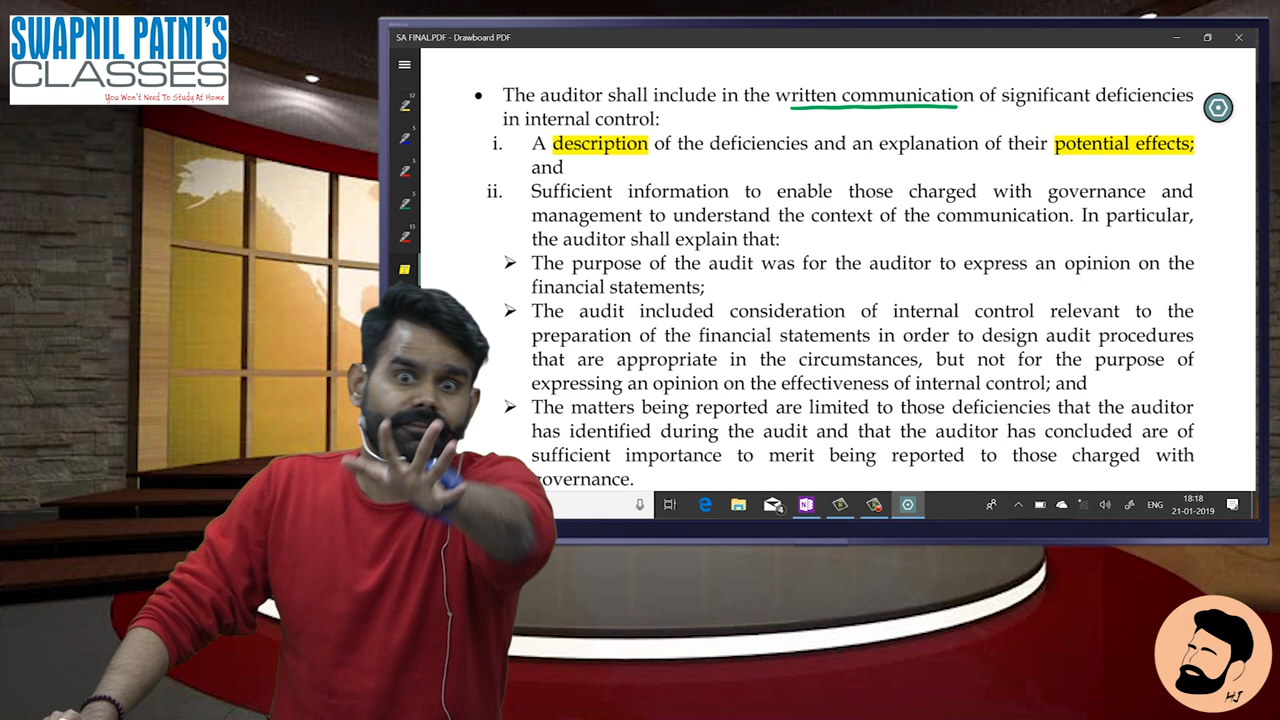 SWAPNIL PATNI'S
CLASSES
You Won't Need To Study At Home
SA FINAL.PDF - Drawboard PDF
• The auditor shall include in the written communication of significant deficiencies
in internal control:
i. A description of the deficiencies and an explanation of their potential effects;
and
ii. Sufficient information to enable those charged with governance and
management to understand the context of the communication. In particular,
the auditor shall explain that:
➢ The purpose of the audit was for the auditor to express an opinion on the
financial statements;
➢ The audit included consideration of internal control relevant to the
preparation of the financial statements in order to design audit procedures
that are appropriate in the circumstances, but not for the purpose of
expressing an opinion on the effectiveness of internal control; and
➢ The matters being reported are limited to those deficiencies that the auditor
has identified during the audit and that the auditor has concluded are of
sufficient importance to merit being reported to those charged with
overnance.
12
5
5
5
15
4
ENG
18:18
21-01-2019
HJ